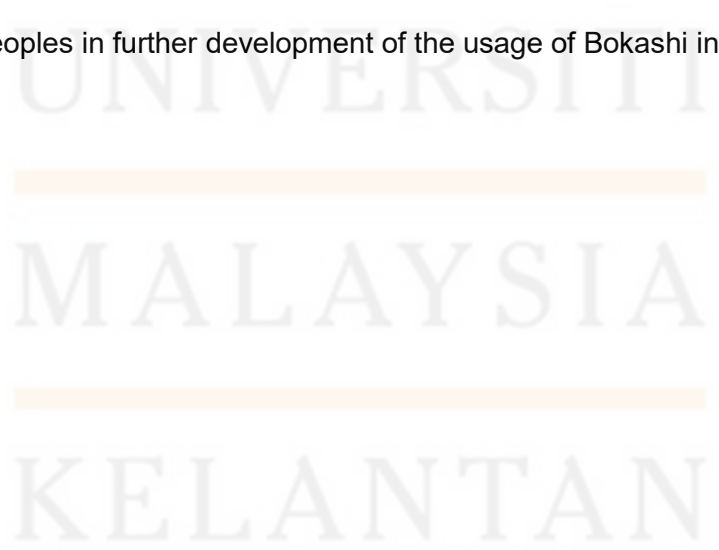 eoples in further development of the usage of Bokashi in
UNIVERSITI
MALAYSIA
KELANTAN